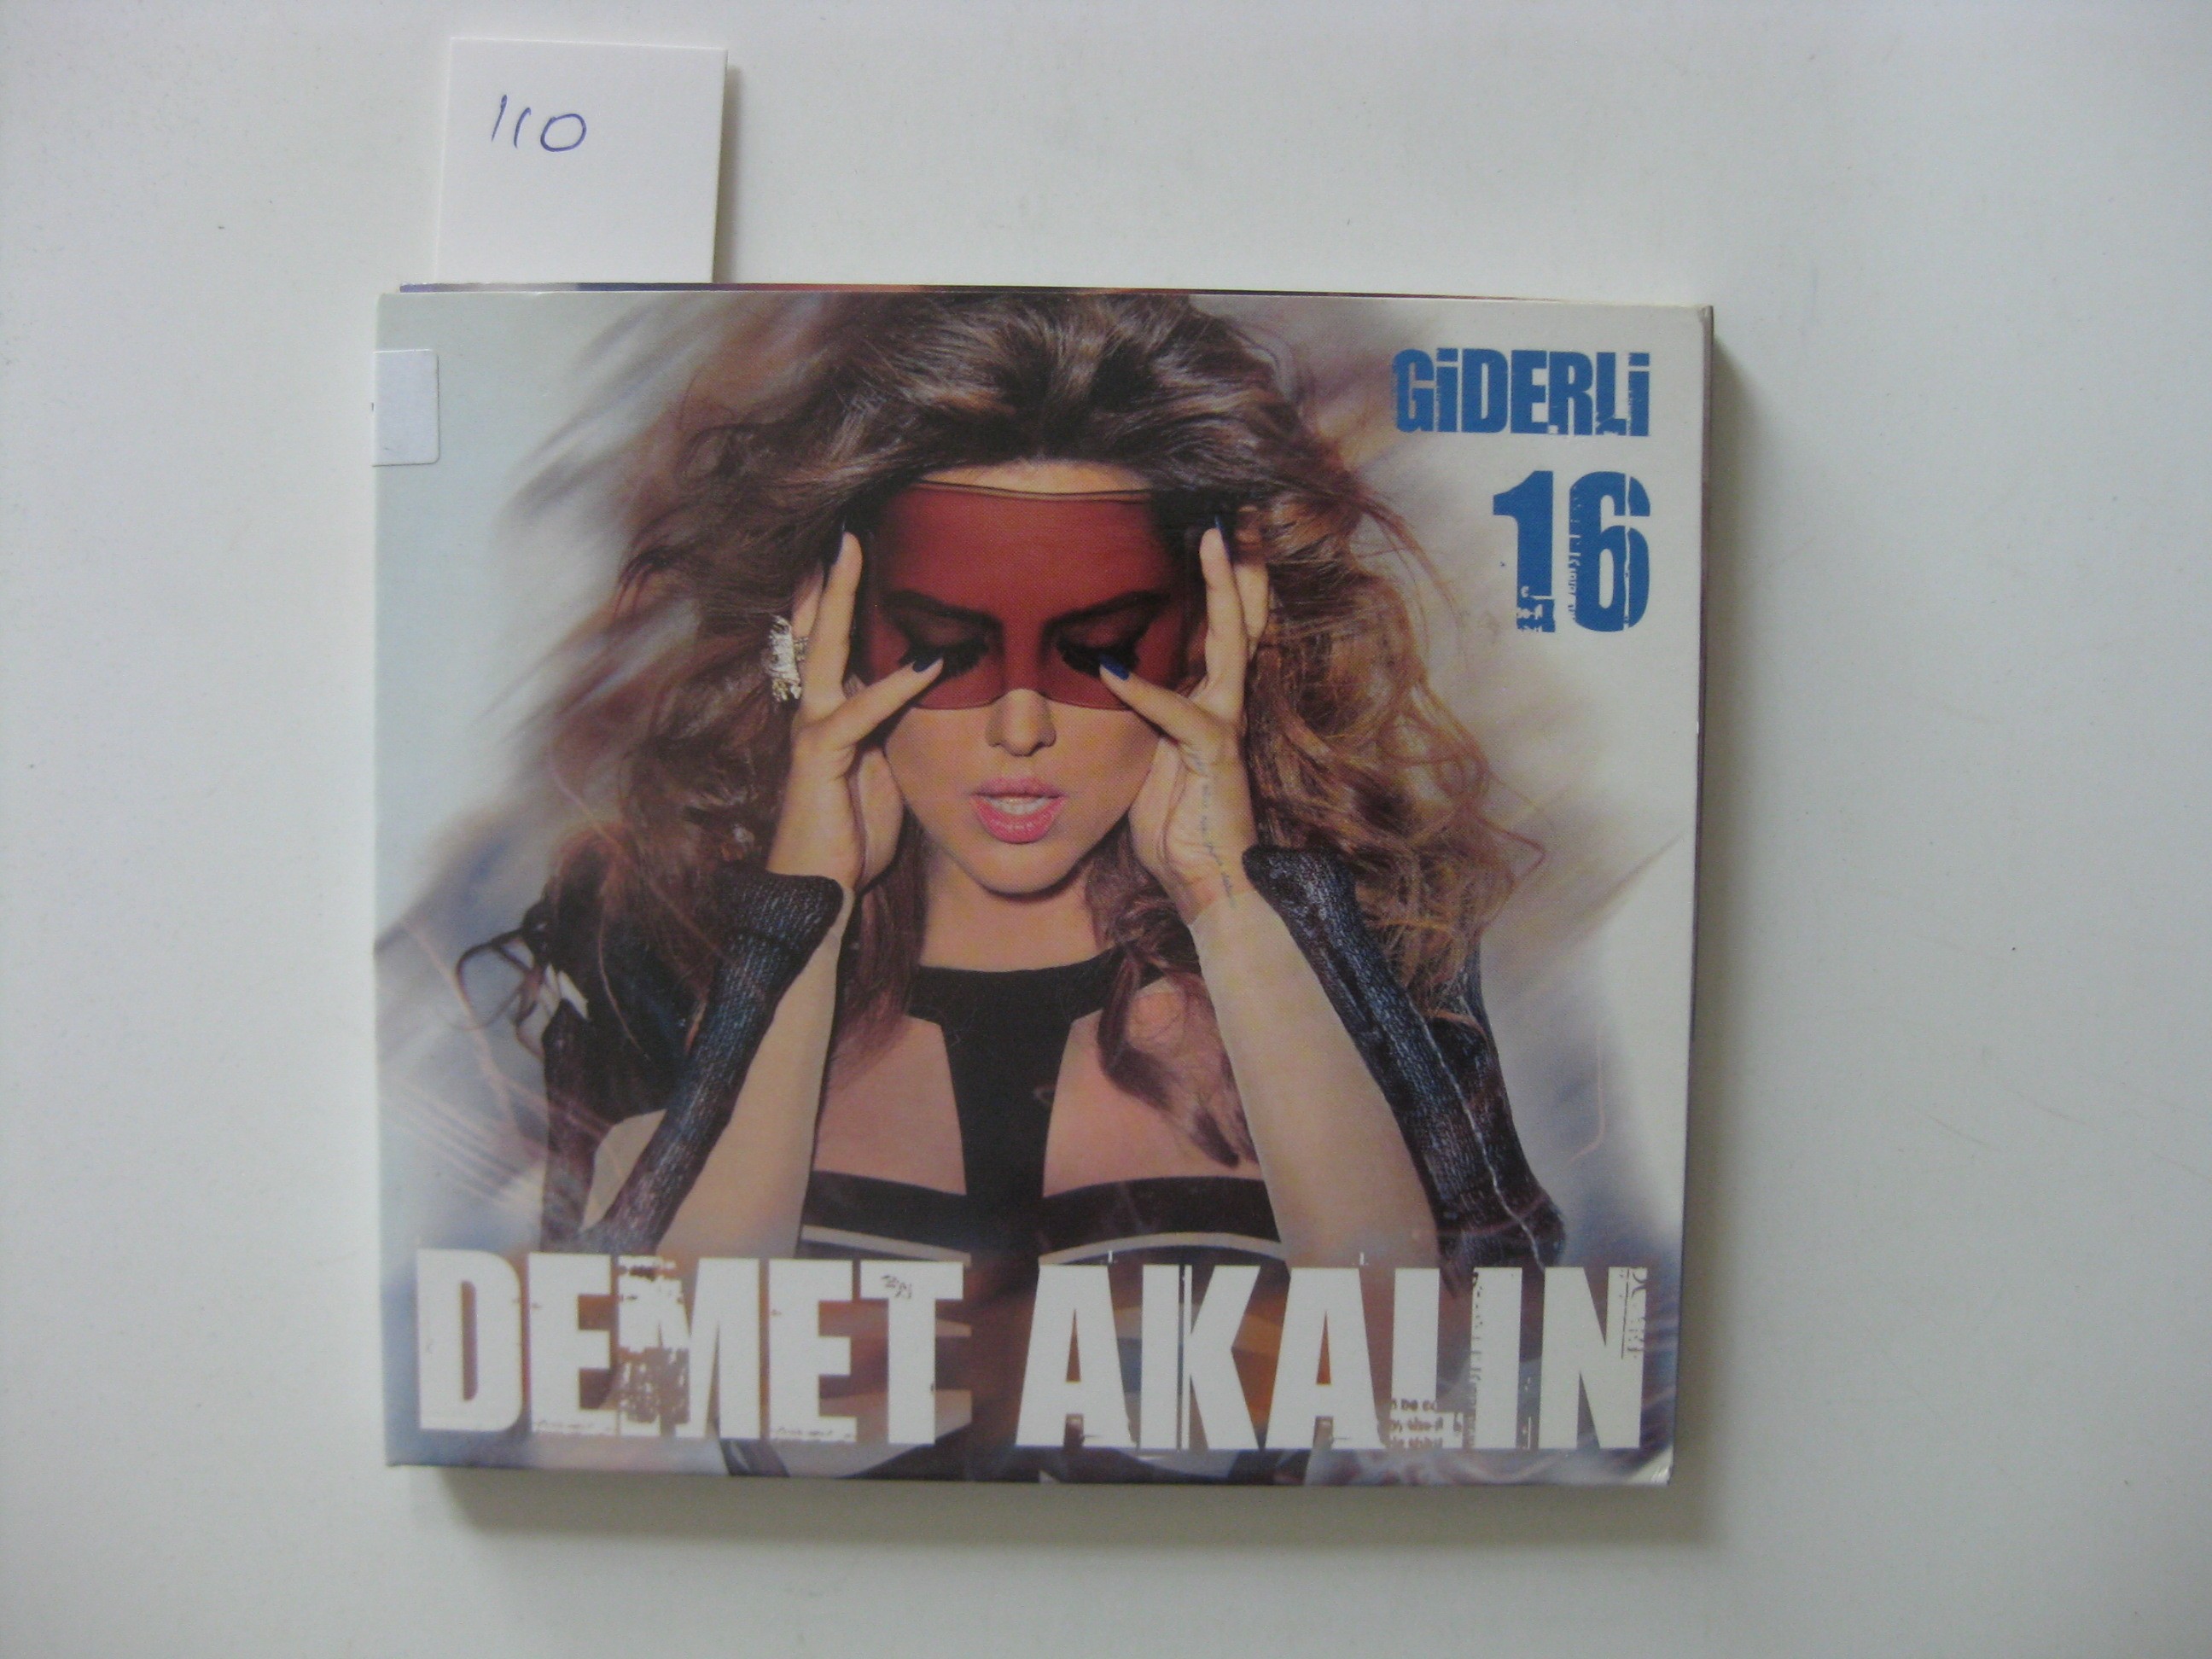 110
GiDERLi
16
DEMET AKALIN